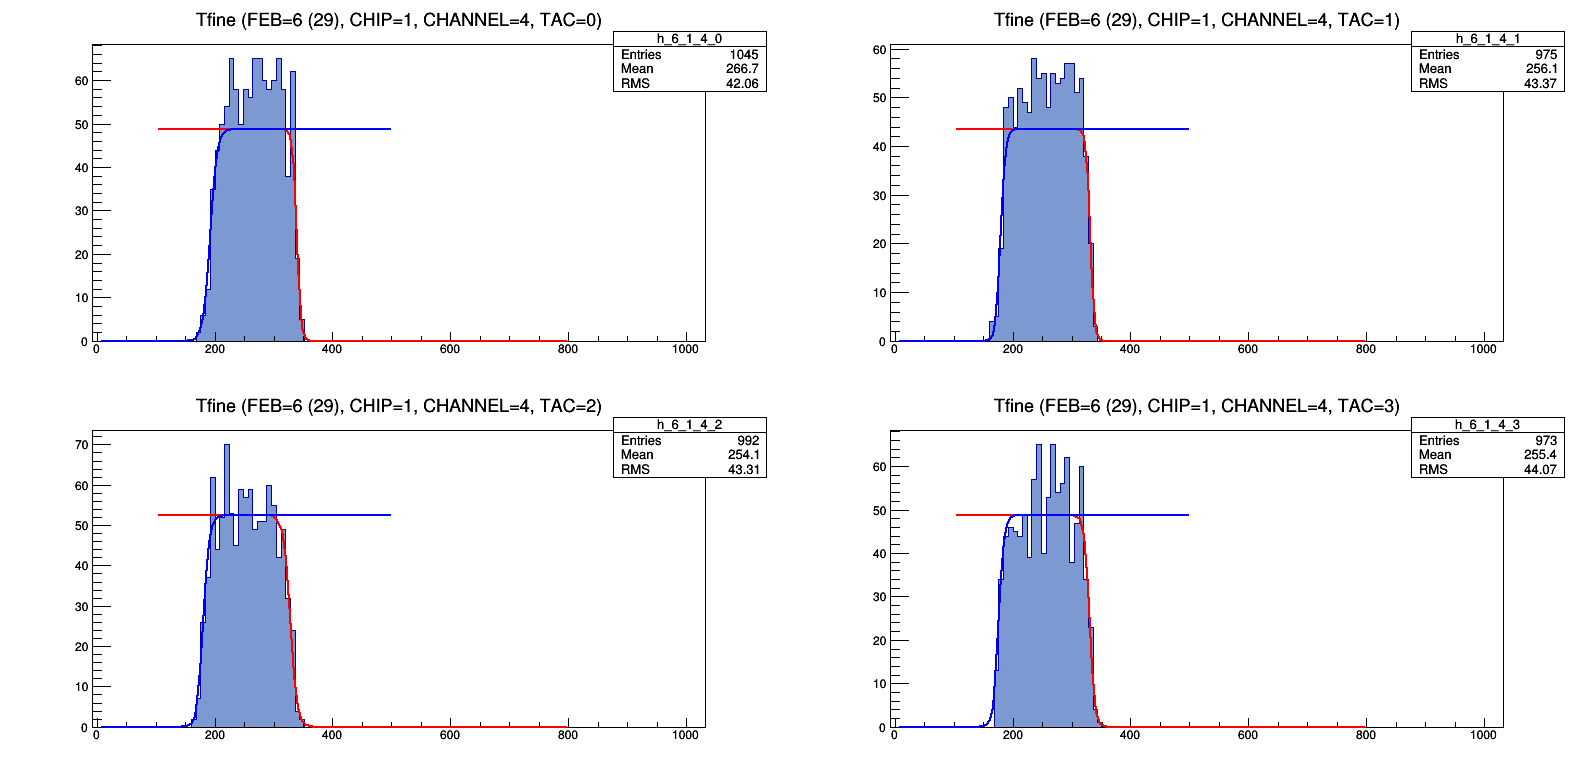 Tfine (FEB=6 (29), CHIP=1, CHANNEL=4, TAC=0)
h_6_1_4_0
Entries 1045
Mean 266.7
RMS 42.06
60
50
40
30
20
10
0
0 200 400 600 800 1000
Tfine (FEB=6 (29), CHIP=1, CHANNEL=4, TAC=1)
h_6_1_4_1
Entries 975
Mean 256.1
RMS 43.37
60
50
40
30
20
10
0
0 200 400 600 800 1000
Tfine (FEB=6 (29), CHIP=1, CHANNEL=4, TAC=2)
h_6_1_4_2
Entries 992
Mean 254.1
RMS 43.31
70
60
50
40
30
20
10
0
0 200 400 600 800 1000
Tfine (FEB=6 (29), CHIP=1, CHANNEL=4, TAC=3)
h_6_1_4_3
Entries 973
Mean 255.4
RMS 44.07
60
50
40
30
20
10
0
0 200 400 600 800 1000